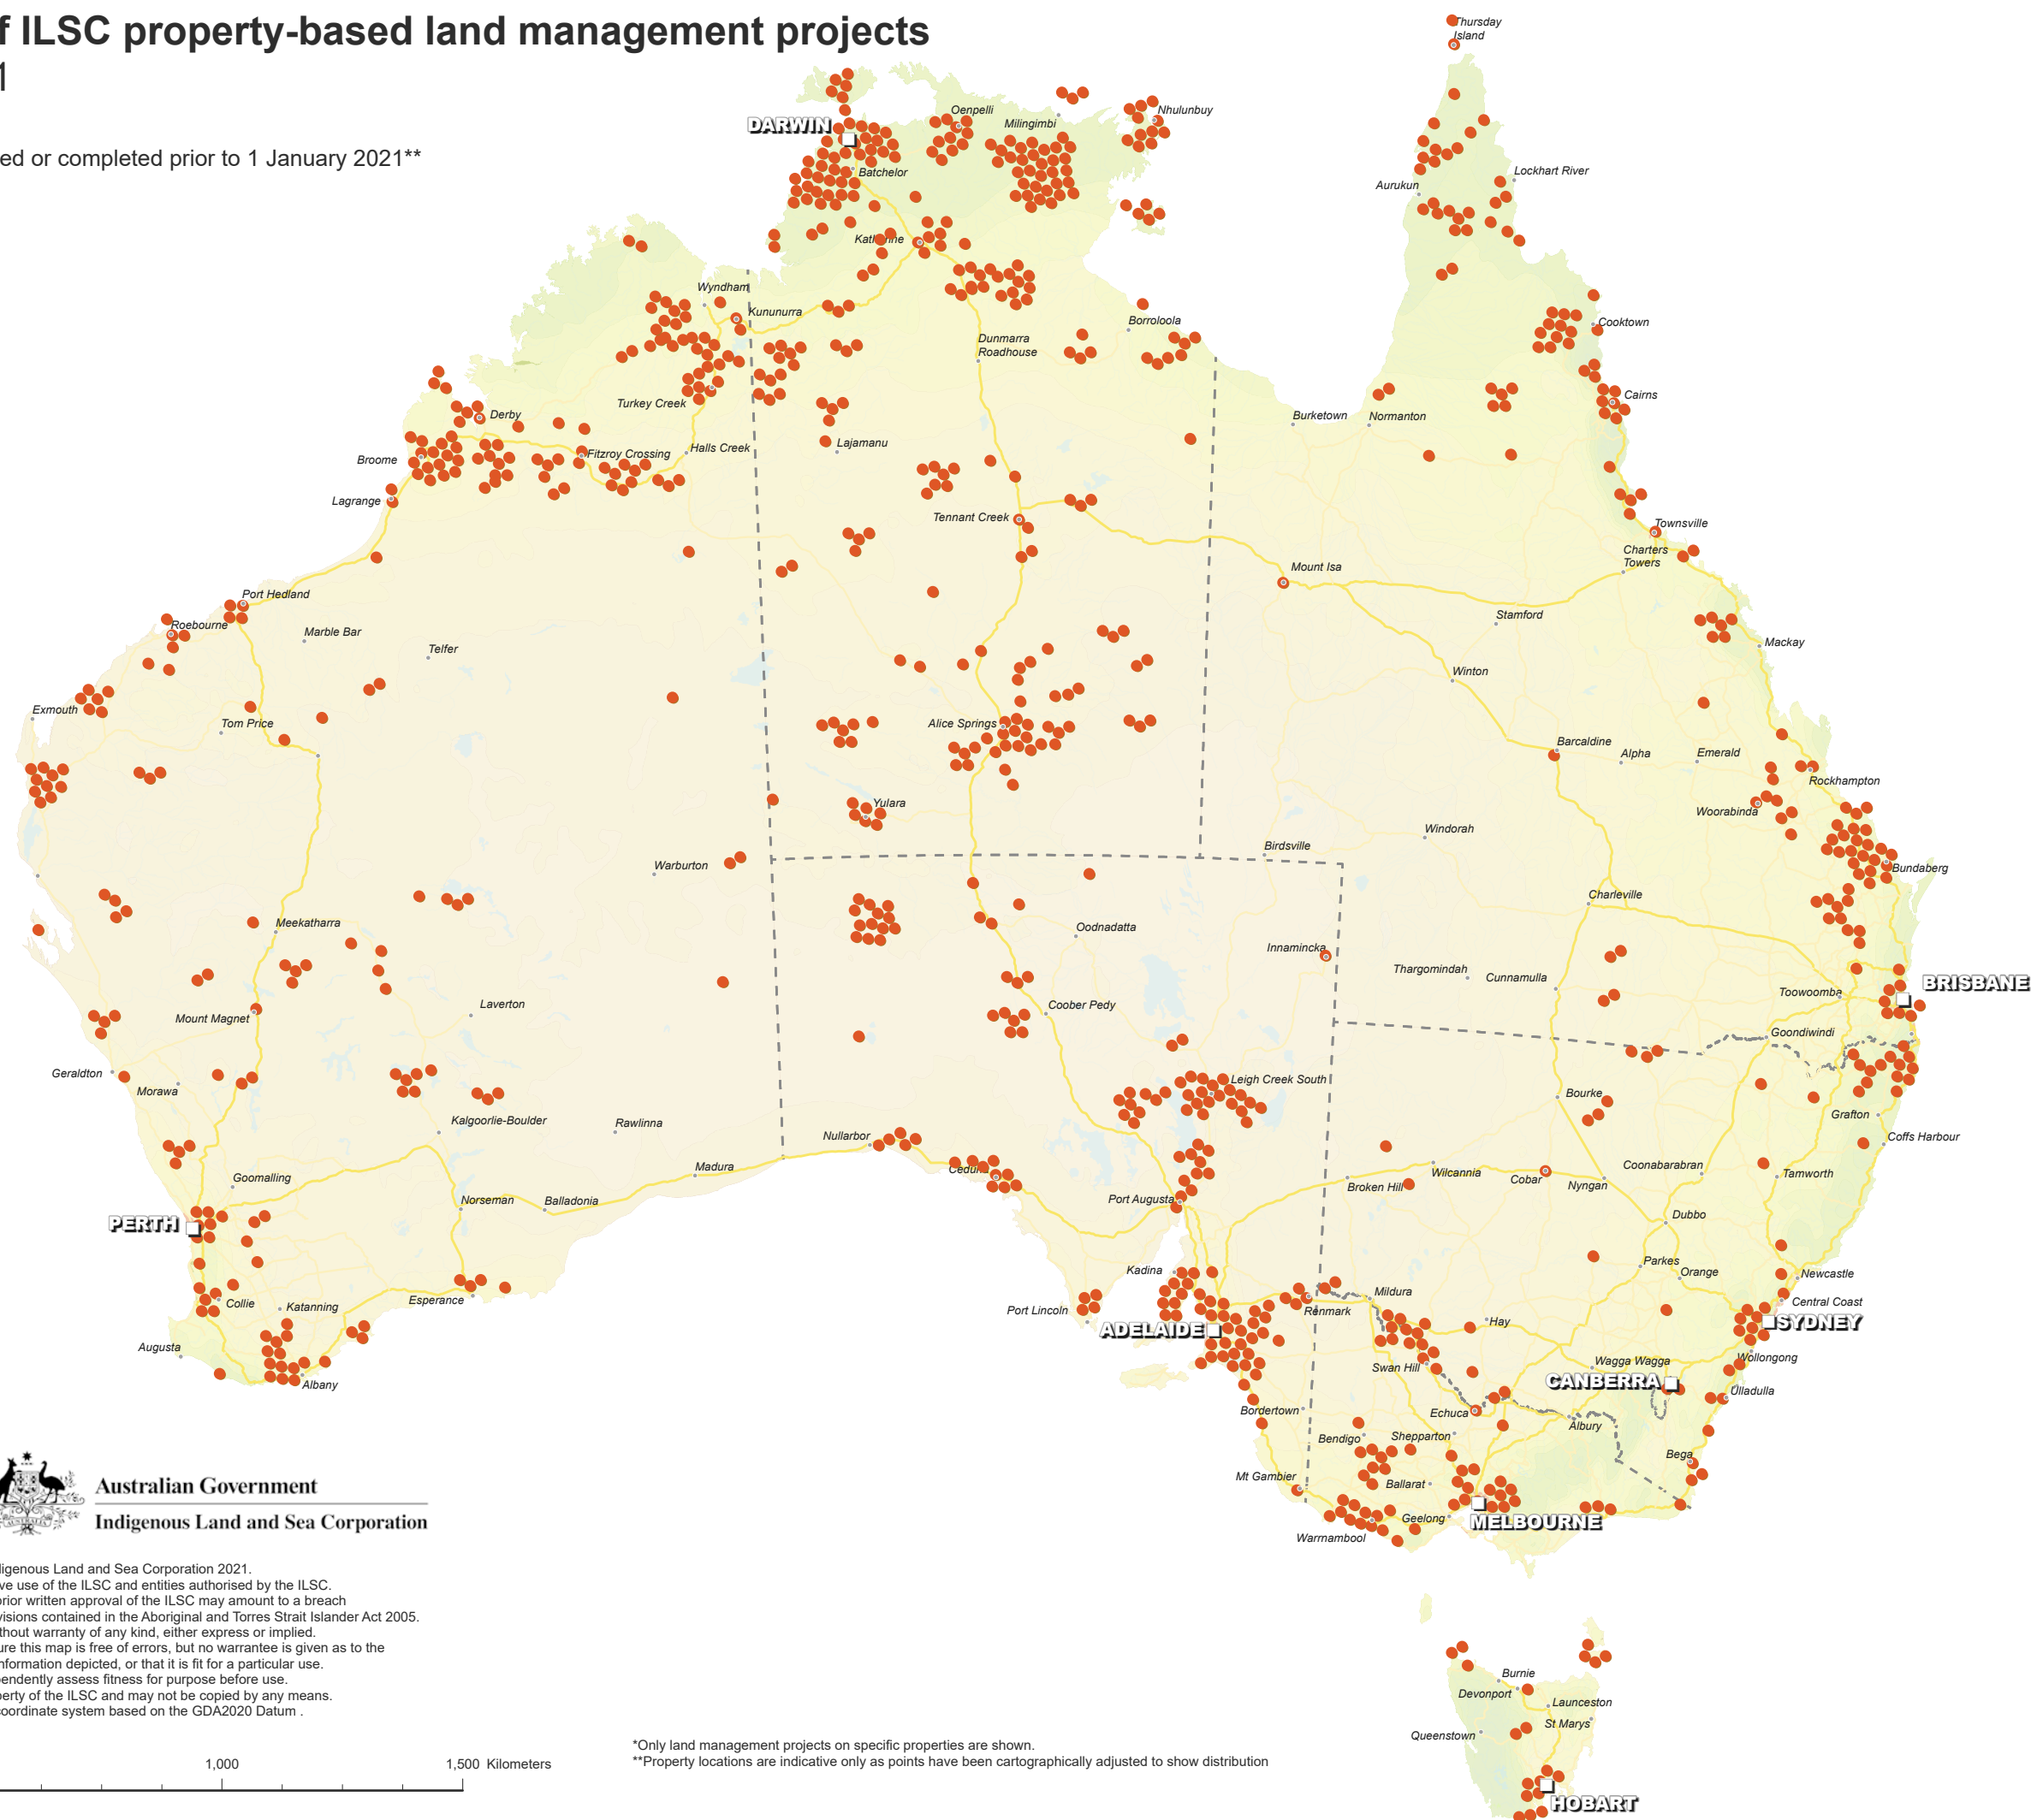 f ILSC property-based land management projects
1
ed or completed prior to 1 January 2021**
Thursday
Island
DARWIN
Oenpelli
Milingimbi
Nhulunbuy
Batchelor
Lockhart River
Aurukun
Katherine
Wyndham
Kununurra
Borroloola
Dunmarra
Roadhouse
Cooktown
Turkey Creek
Derby
Burketown
Normanton
Cairns
Broome
Fitzroy Crossing
Halls Creek
Lajamanu
Lagrange
Tennant Creek
Townsville
Charters
Towers
Mount Isa
Port Hedland
Roebourne
Marble Bar
Stamford
Telfer
Mackay
Winton
Exmouth
Tom Price
Alice Springs
Barcaldine
Alpha
Emerald
Rockhampton
Yulara
Woorabinda
Windorah
Birdsville
Warburton
Bundaberg
Charleville
Meekatharra
Oodnadatta
Innamincka
Thargomindah
Cunnamulla
BRISBANE
Toowoomba
Laverton
Mount Magnet
Coober Pedy
Goondiwindi
Geraldton
Morawa
Leigh Creek South
Bourke
Grafton
Kalgoorlie-Boulder
Rawlinna
Nullarbor
Coffs Harbour
Goomalling
Madura
Ceduna
Wilcannia
Coonabarabran
Tamworth
Cobar
Nyngan
Broken Hill
Norseman
Balladonia
Port Augusta
PERTH
Dubbo
Kadina
Parkes
Orange
Newcastle
Mildura
Central Coast
Collie
Katanning
Esperance
Port Lincoln
Renmark
ADELAIDE
Hay
SYDNEY
Augusta
Swan Hill
Wagga Wagga
Wollongong
Albany
CANBERRA
Ulladulla
Bordertown
Echuca
Albury
Bendigo
Shepparton
Bega
Mt Gambier
Ballarat
Geelong
MELBOURNE
Warrnambool
AUSTRALIA
Australian Government
Indigenous Land and Sea Corporation
digenous Land and Sea Corporation 2021.
ve use of the ILSC and entities authorised by the ILSC.
prior written approval of the ILSC may amount to a breach
visions contained in the Aboriginal and Torres Strait Islander Act 2005.
thout warranty of any kind, either express or implied.
ure this map is free of errors, but no warrantee is given as to the
nformation depicted, or that it is fit for a particular use.
pendently assess fitness for purpose before use.
perty of the ILSC and may not be copied by any means.
coordinate system based on the GDA2020 Datum .
Burnie
Devonport
Launceston
St Marys
Queenstown
HOBART
*Only land management projects on specific properties are shown.
**Property locations are indicative only as points have been cartographically adjusted to show distribution
1,000
1,500 Kilometers